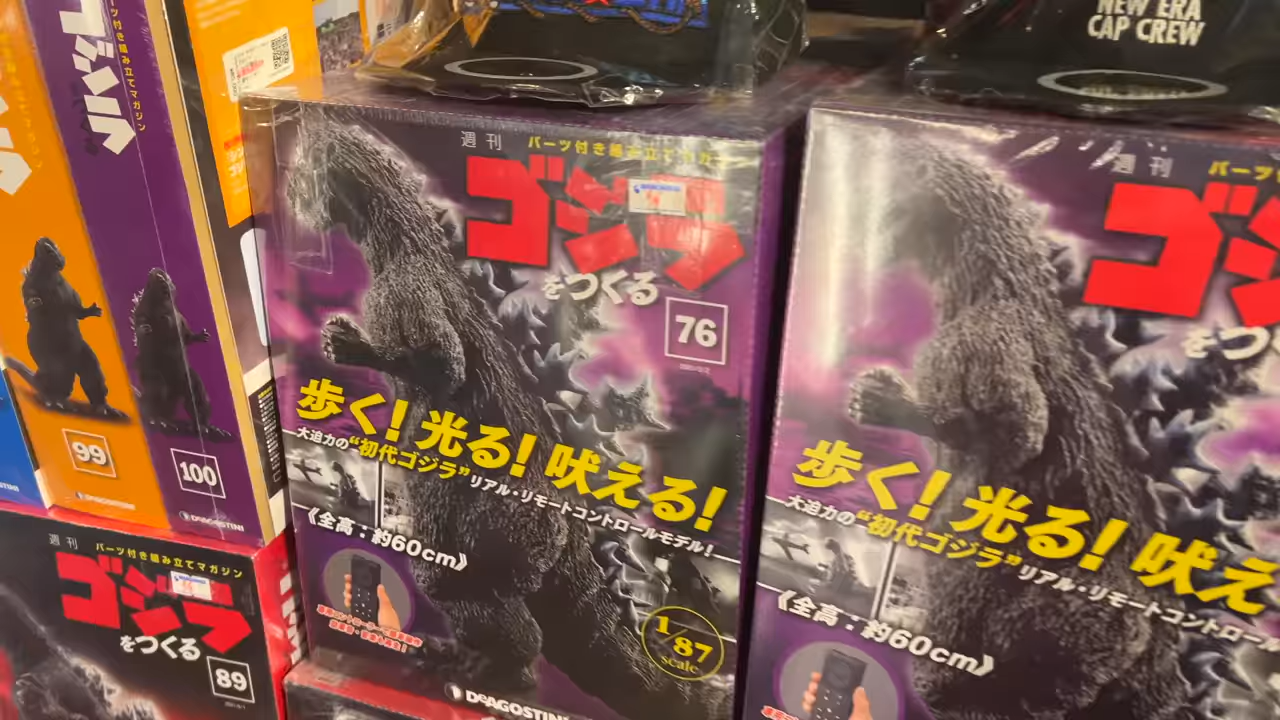 NEW ERA
CAP CREW
ゴジラ
99
DEAGOSTINI
100
DEAGOSTINI
週刊 パーツ付き組み立てマガジン
ゴジラ
をつくる
76
歩く!光る!吠える!
大迫力の“初代ゴジラ”リアル・リモートコントロールモデル!
《全高:約60cm》
1/87
scale
DEAGOSTINI
週刊
をつ
歩く!光る!吠え
大迫力の“初代ゴジラ”リアル・リモートコントロール
《全高:約60cm》
週刊 パーツ付き組み立てマガジン
ゴジラ
をつくる
89